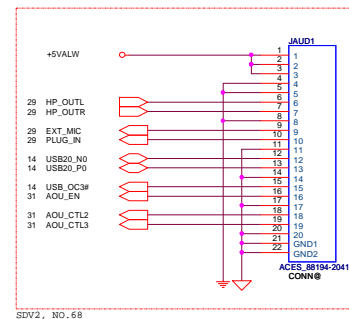 JAUD1
+5VALW
1 1
2 2
3 3
4 4
5 5
29 HP_OUTL 6 6
29 HP_OUTR 7 7
8 8
29 EXT_MIC 9 9
29 PLUG_IN 10 10
11 11
14 USB20_N0 12 12
14 USB20_P0 13 13
14 14
14 USB_OC3# 15 15
31 AOU_EN 16 16
17 17
31 AOU_CTL2 18 18
31 AOU_CTL3 19 19
20 20
21 GND1
22 GND2
ACES_88194-2041
CONN@
SDV2, NO.68